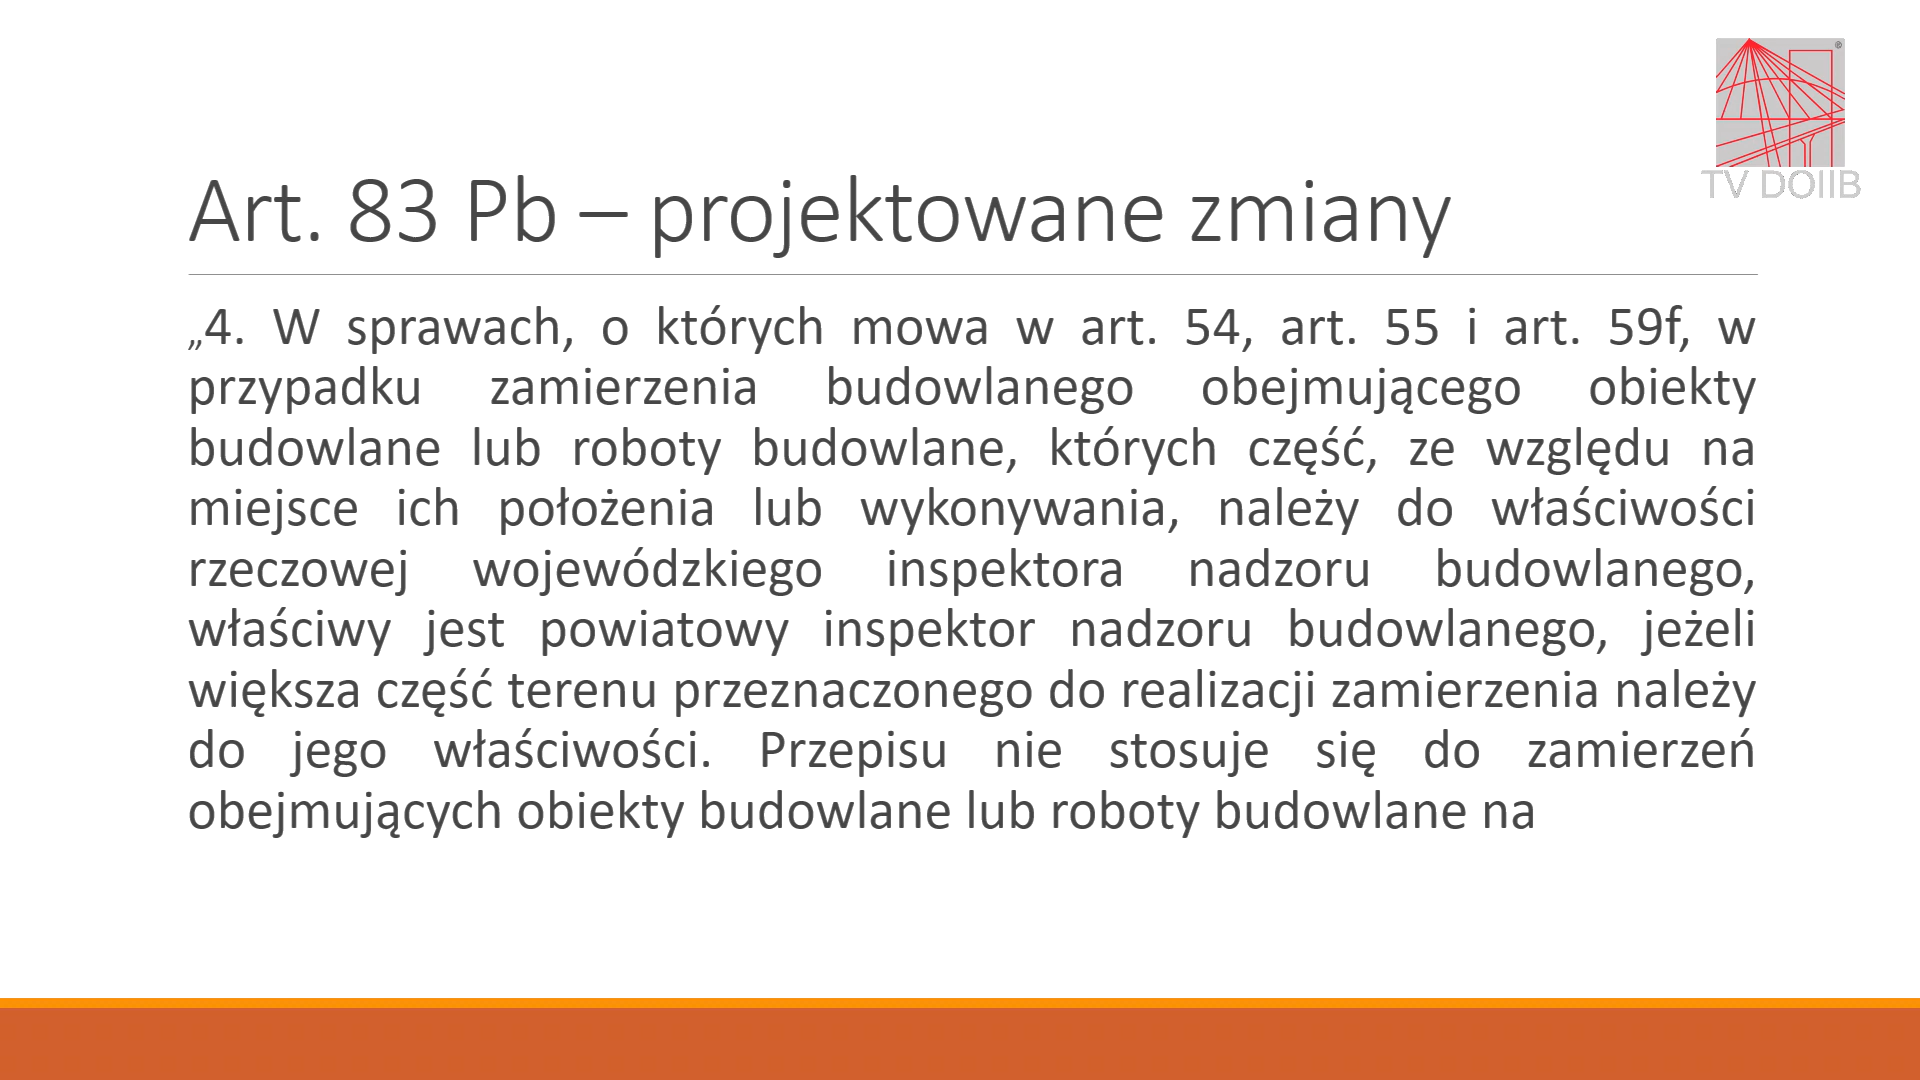 TV DOIIB
Art. 83 Pb – projektowane zmiany
„4. W sprawach, o których mowa w art. 54, art. 55 i art. 59f, w
przypadku zamierzenia budowlanego obejmującego obiekty
budowlane lub roboty budowlane, których część, ze względu na
miejsce ich położenia lub wykonywania, należy do właściwości
rzeczowej wojewódzkiego inspektora nadzoru budowlanego,
właściwy jest powiatowy inspektor nadzoru budowlanego, jeżeli
większa część terenu przeznaczonego do realizacji zamierzenia należy
do jego właściwości. Przepisu nie stosuje się do zamierzeń
obejmujących obiekty budowlane lub roboty budowlane na